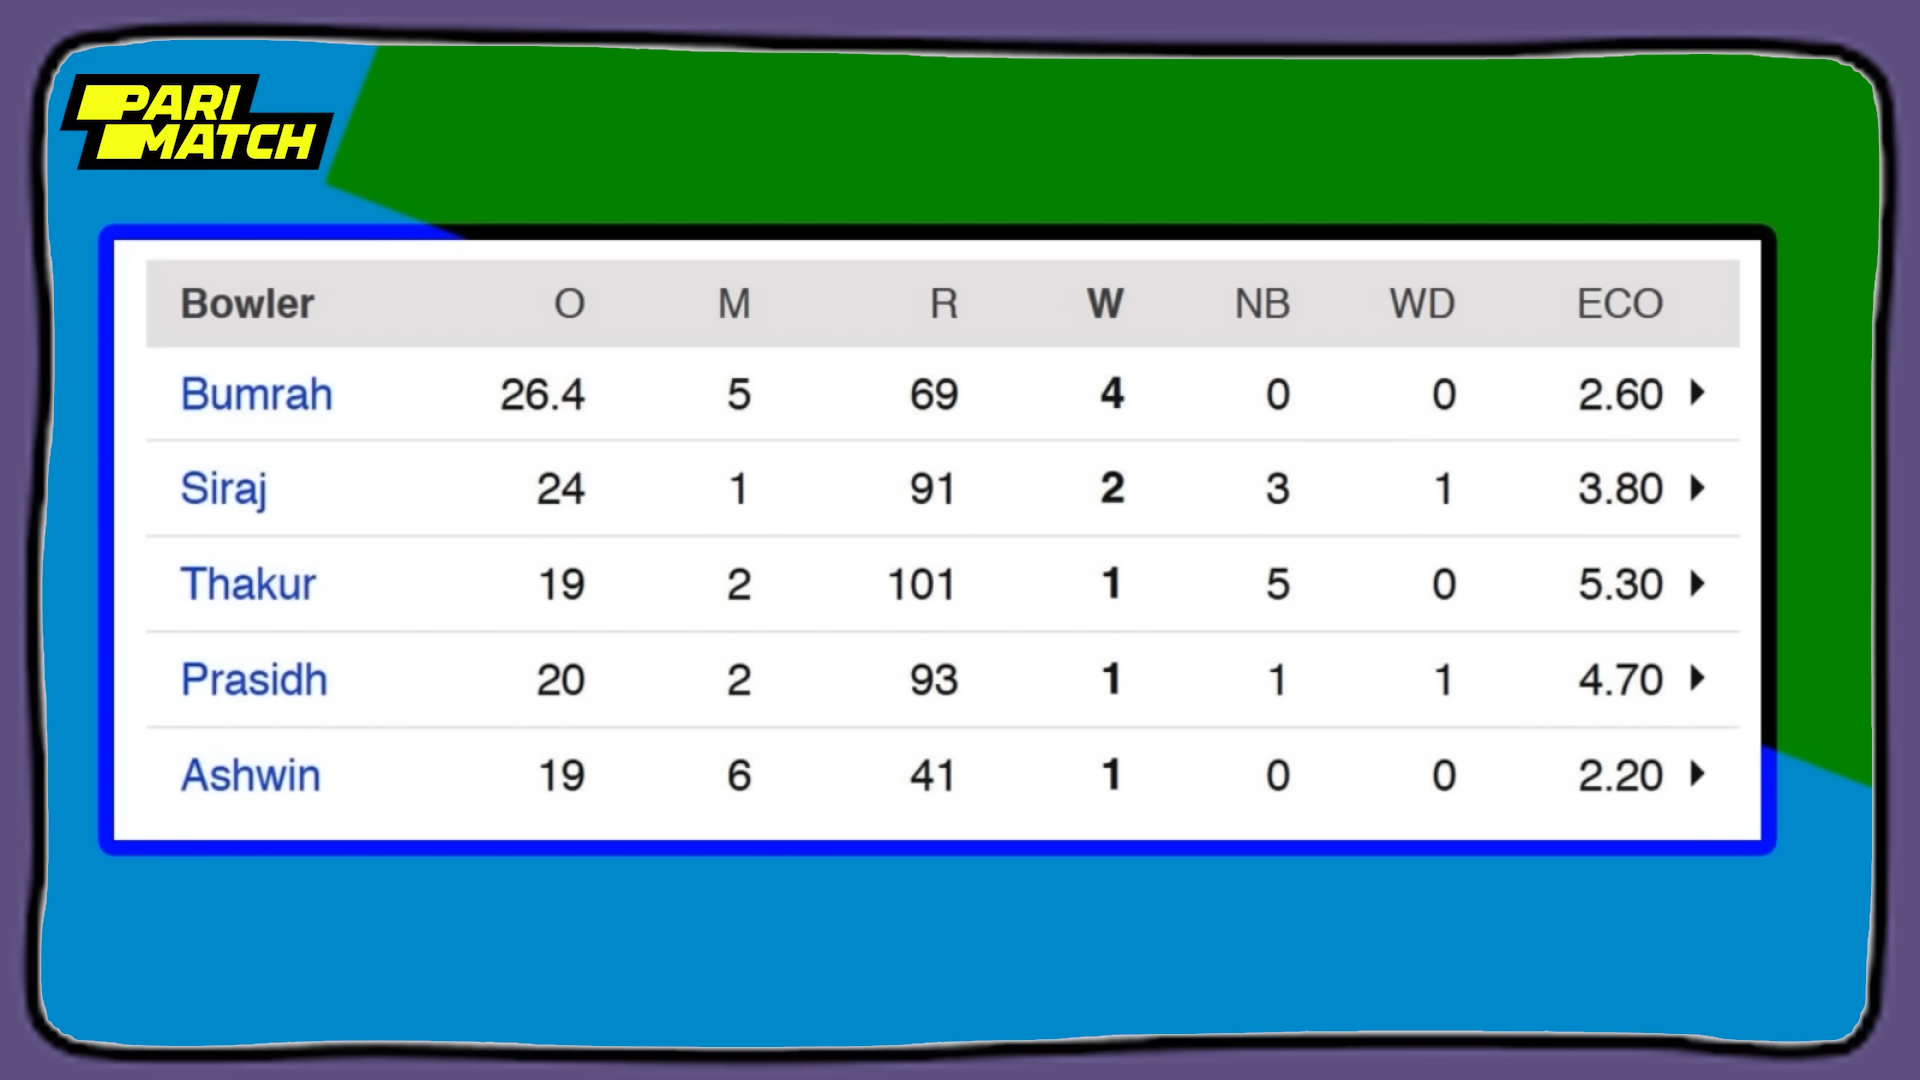 PARI
MATCH
Bowler O M R W NB WD ECO
Bumrah 26.4 5 69 4 0 0 2.60
Siraj 24 1 91 2 3 1 3.80
Thakur 19 2 101 1 5 0 5.30
Prasidh 20 2 93 1 1 1 4.70
Ashwin 19 6 41 1 0 0 2.20